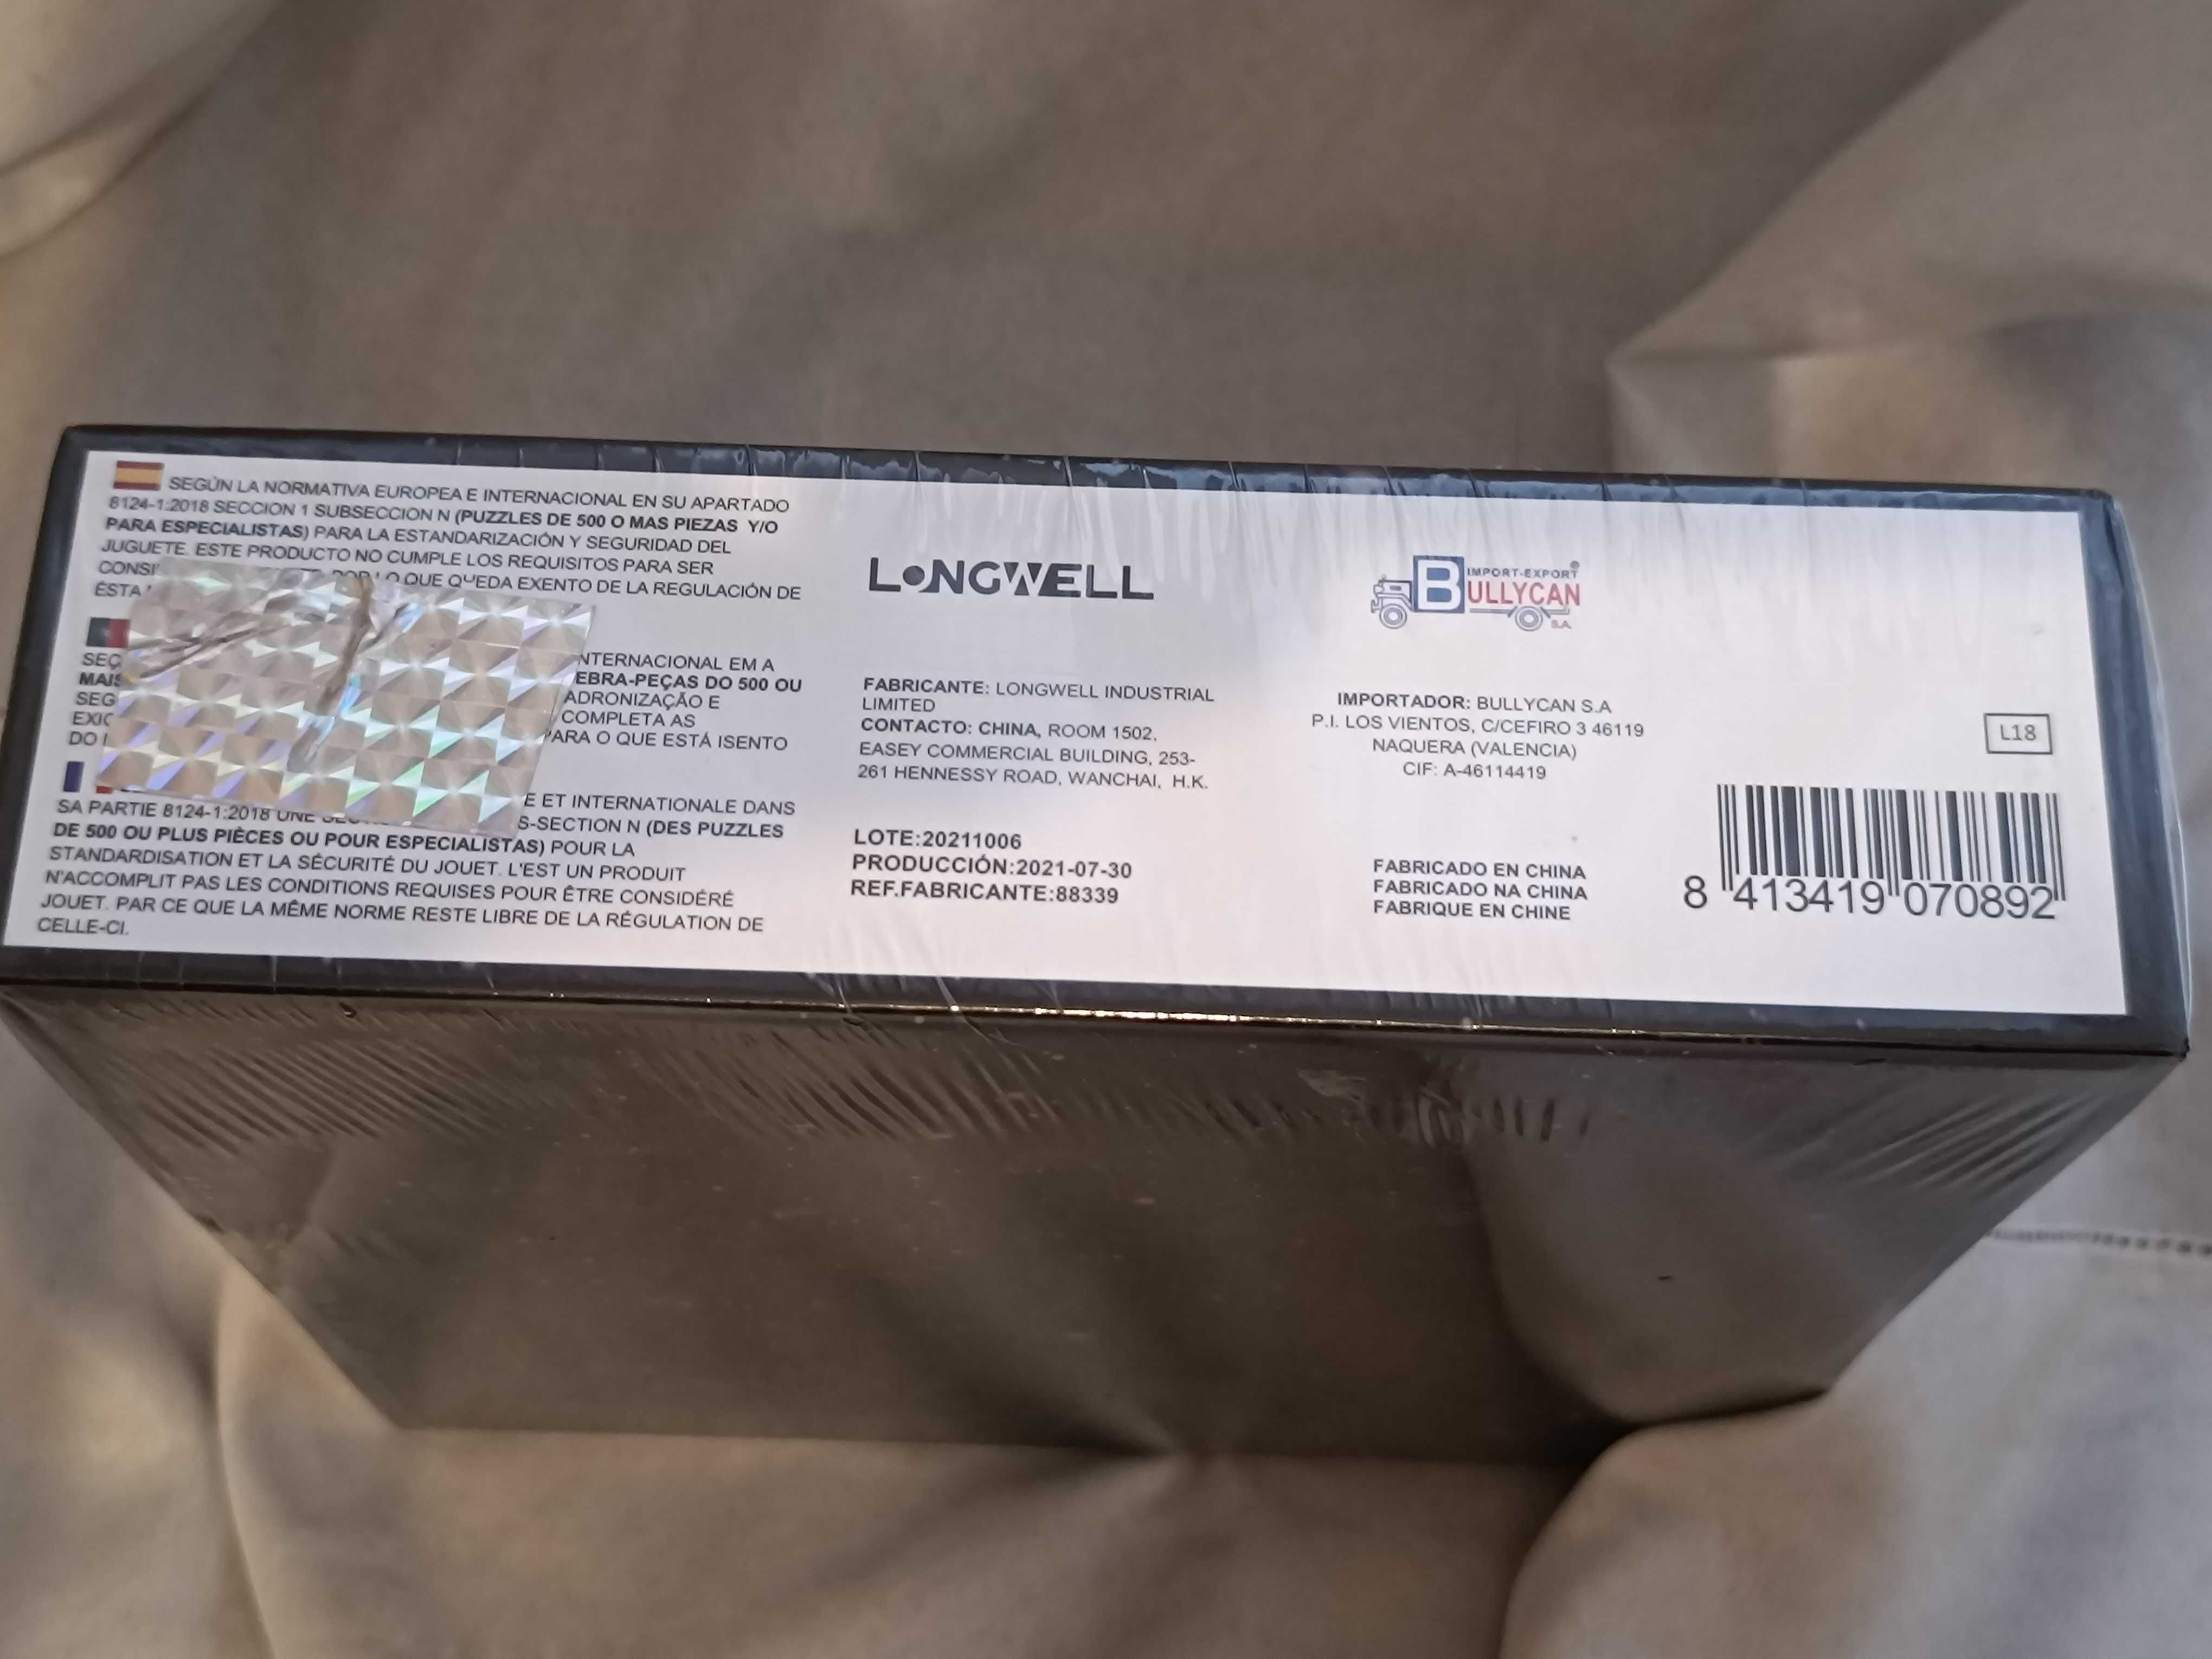 SEGÚN LA NORMATIVA EUROPEA E INTERNACIONAL EN SU APARTADO
8124-1:2018 SECCION 1 SUBSECCION N (PUZZLES DE 500 O MAS PIEZAS Y/O
PARA ESPECIALISTAS) PARA LA ESTANDARIZACIÓN Y SEGURIDAD DEL
JUGUETE. ESTE PRODUCTO NO CUMPLE LOS REQUISITOS PARA SER
POR LO QUE QUEDA EXENTO DE LA REGULACIÓN DE
ÉSTA
INTERNACIONAL EM A
MAIS DO 500 OU
E
COMPLETA AS
PARA O QUE ESTÁ ISENTO
DO
E ET INTERNATIONALE DANS
SA PARTIE 8124-1:2018 UNE S-SECTION N (DES PUZZLES
DE 500 OU PLUS PIÈCES OU POUR ESPECIALISTAS) POUR LA
STANDARDISATION ET LA SÉCURITÉ DU JOUET. L'EST UN PRODUIT
N'ACCOMPLIT PAS LES CONDITIONS REQUISES POUR ÊTRE CONSIDÉRÉ
JOUET. PAR CE QUE LA MÊME NORME RESTE LIBRE DE LA RÉGULATION DE
CELLE-CI.
LONGWELL
FABRICANTE: LONGWELL INDUSTRIAL
LIMITED
CONTACTO: CHINA, ROOM 1502,
EASEY COMMERCIAL BUILDING, 253-
261 HENNESSY ROAD, WANCHAI, H.K.
LOTE:20211006
PRODUCCIÓN:2021-07-30
REF.FABRICANTE:88339
IMPORT-EXPORT®
BULLYCAN
S.A.
IMPORTADOR: BULLYCAN S.A
P.I. LOS VIENTOS, C/CEFIRO 3 46119
NAQUERA (VALENCIA)
CIF: A-46114419
FABRICADO EN CHINA
FABRICADO NA CHINA
FABRIQUE EN CHINE
L18
8 413419 070892